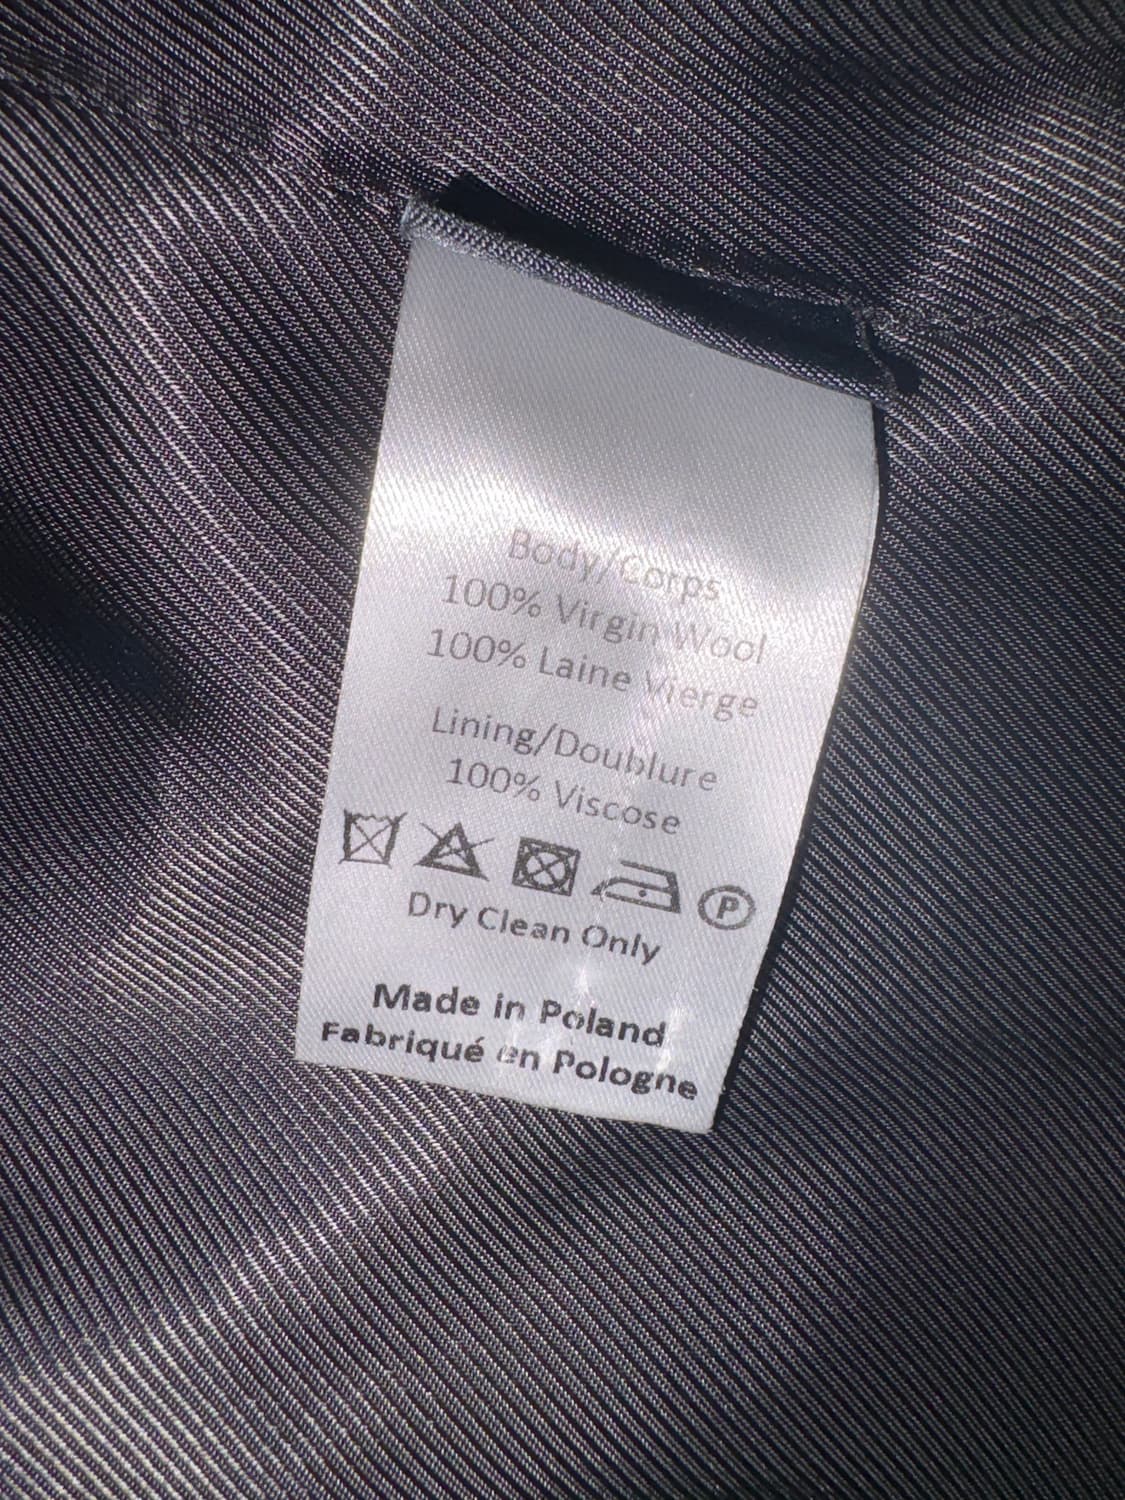 Body/Corps
100% Virgin Wool
100% Laine Vierge
Lining/Doublure
100% Viscose
P
Dry Clean Only
Made in Poland
Fabriqué en Pologne